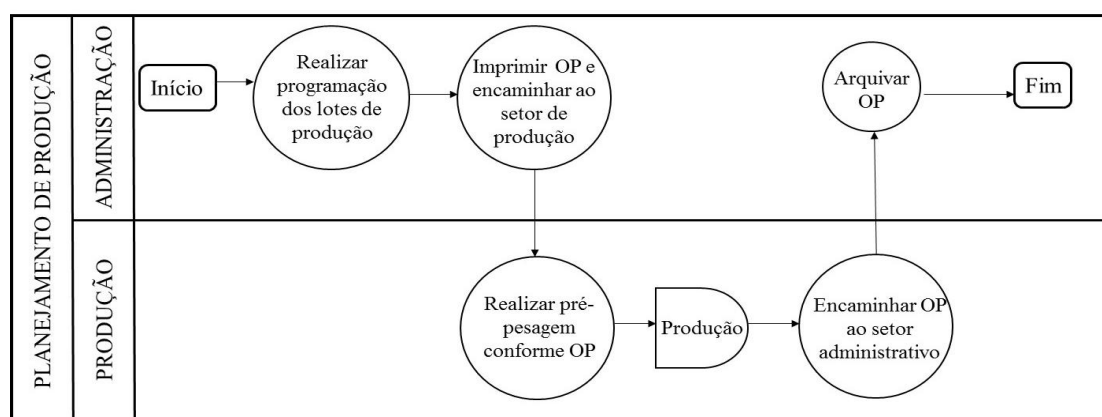 PLANEJAMENTO DE PRODUÇÃO
ADMINISTRAÇÃO
Início
Realizar
programação
dos lotes de
produção
Imprimir OP e
encaminhar ao
setor de
produção
Arquivar
OP
Fim
PRODUÇÃO
Realizar pré-
pesagem
conforme OP
Produção
Encaminhar OP
ao setor
administrativo